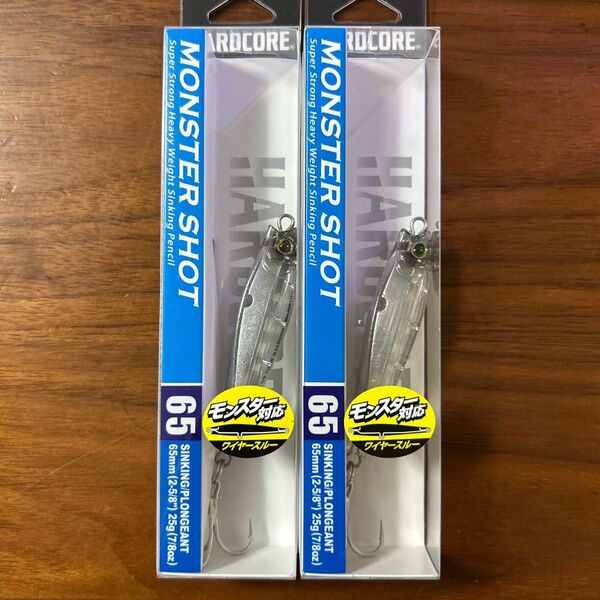 ARDCORE®
MONSTER SHOT
Super Strong Heavy Weight Sinking Pencil
HARDCORE
モンスター対応
ワイヤースルー
65
SINKING/PLONGEANT
65mm (2-5/8") 25g (7/8oz)
RDCORE®
MONSTER SHOT
Super Strong Heavy Weight Sinking Pencil
HARD
モンスター対応
ワイヤースルー
65
SINKING/PLONGEANT
65mm (2-5/8") 25g (7/8oz)